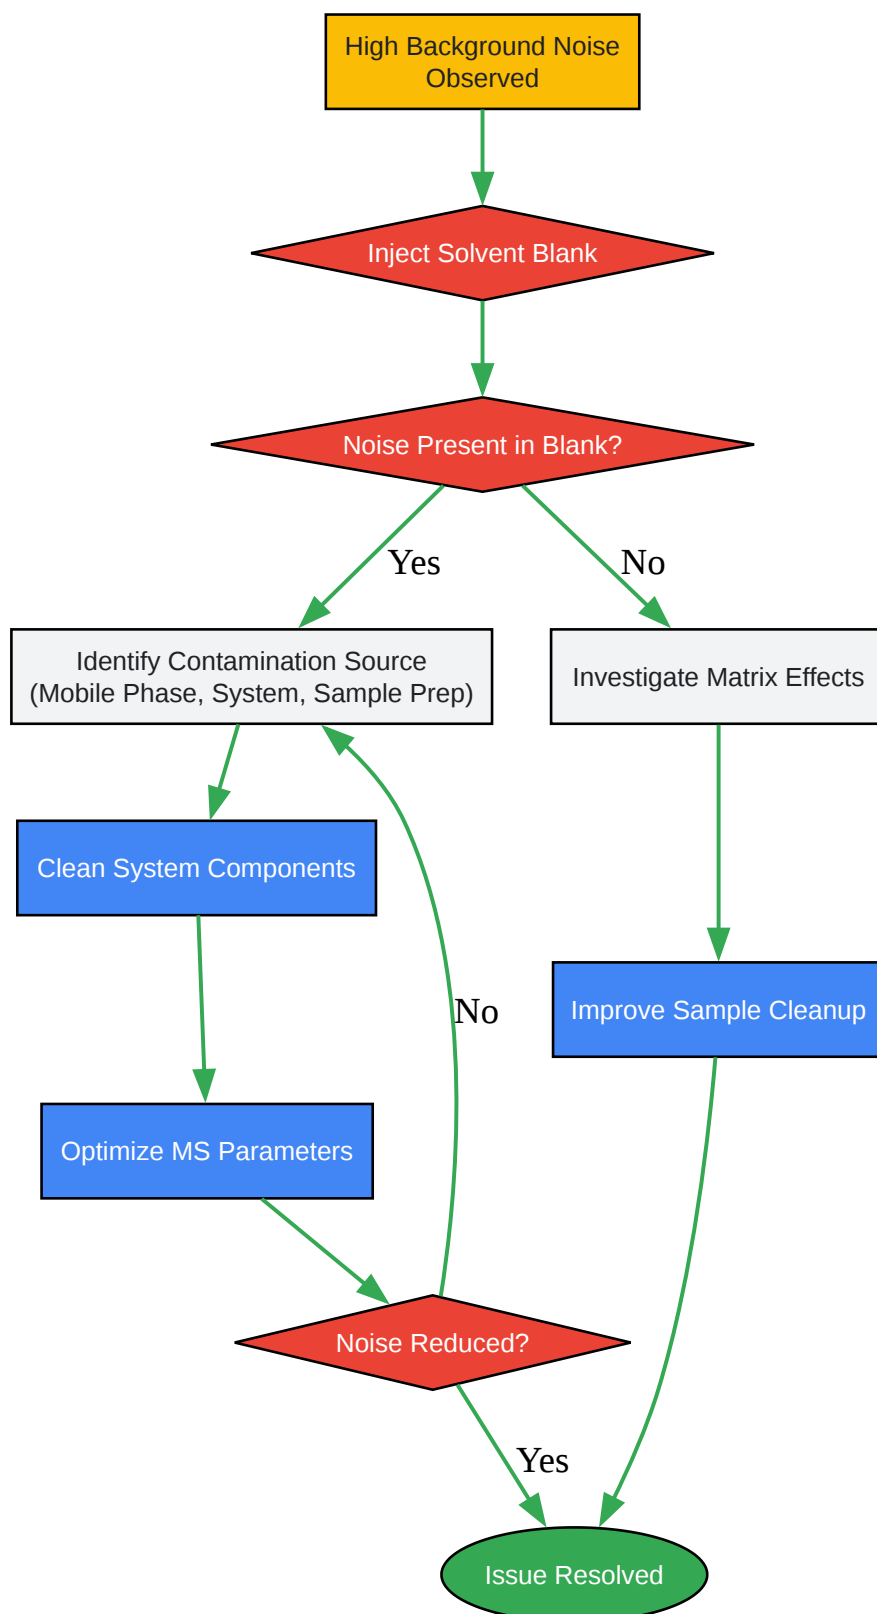 High Background Noise
Observed
Inject Solvent Blank
Noise Present in Blank?
Yes
No
Identify Contamination Source
(Mobile Phase, System, Sample Prep)
Investigate Matrix Effects
Clean System Components
No
Improve Sample Cleanup
Optimize MS Parameters
Noise Reduced?
Yes
Issue Resolved